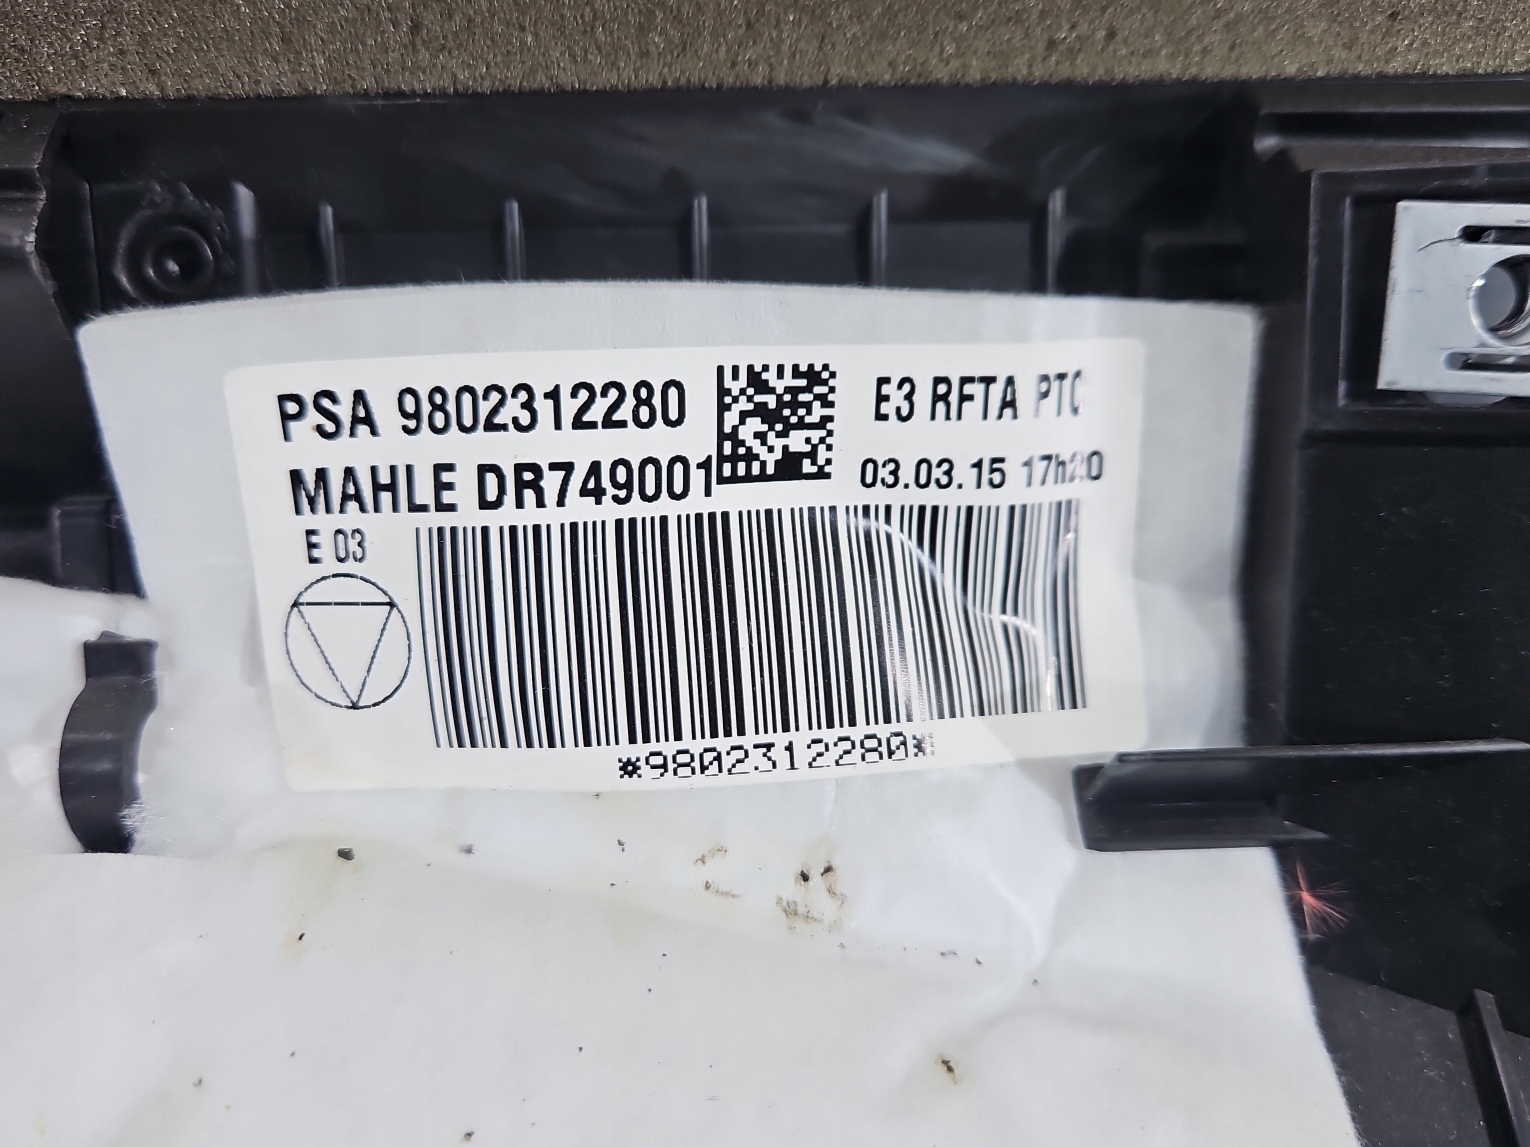 PSA 9802312280
E3 RFTA PTC
MAHLE DR749001
03.03.15 17h20
E 03
*9802312280*